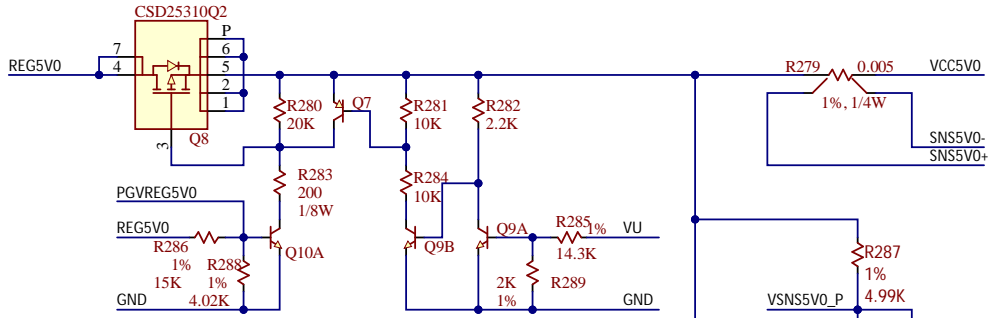 CSD25310Q2
P
7
6
REG5V0
4
5
R279
0.005
VCC5V0
2
1
R280
20K
Q7
R281
10K
R282
2.2K
1%, 1/4W
Q8
3
SNS5V0-
SNS5V0+
R283
200
1/8W
R284
10K
PGVREG5V0
REG5V0
R285
1%
VU
Q10A
Q9B
Q9A
14.3K
R286
1%
15K
R288
1%
4.02K
2K
1%
R289
R287
1%
4.99K
GND
GND
VSNS5V0_P